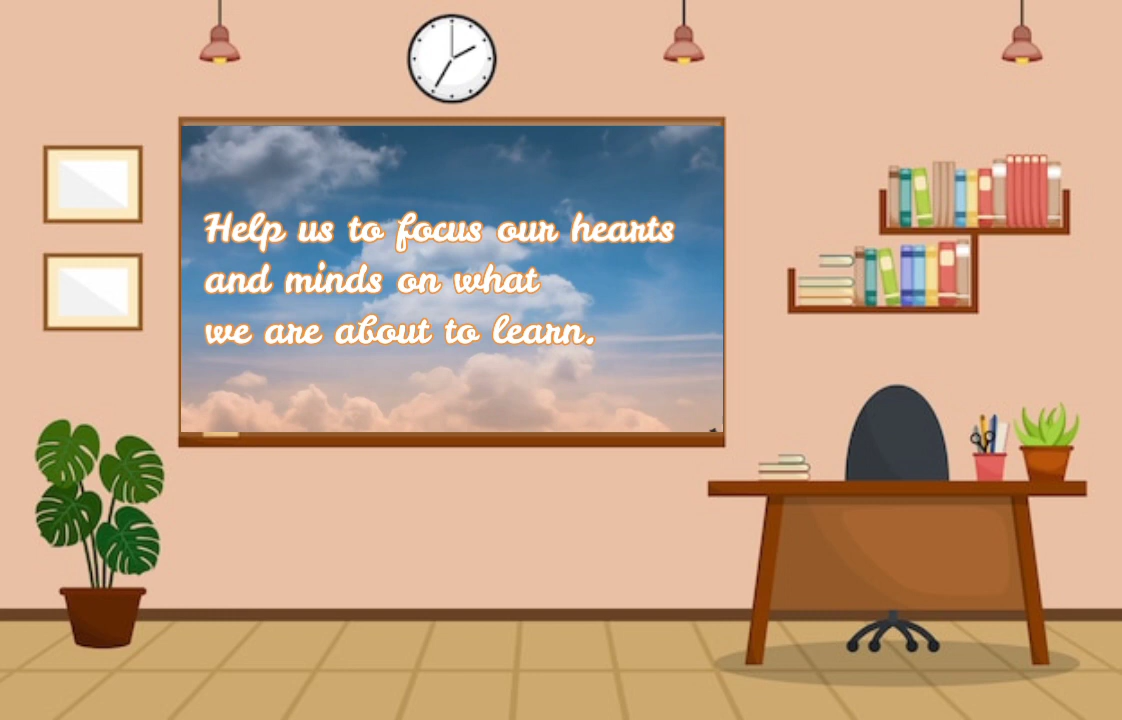 Help us to focus our hearts
and minds on what
we are about to learn.